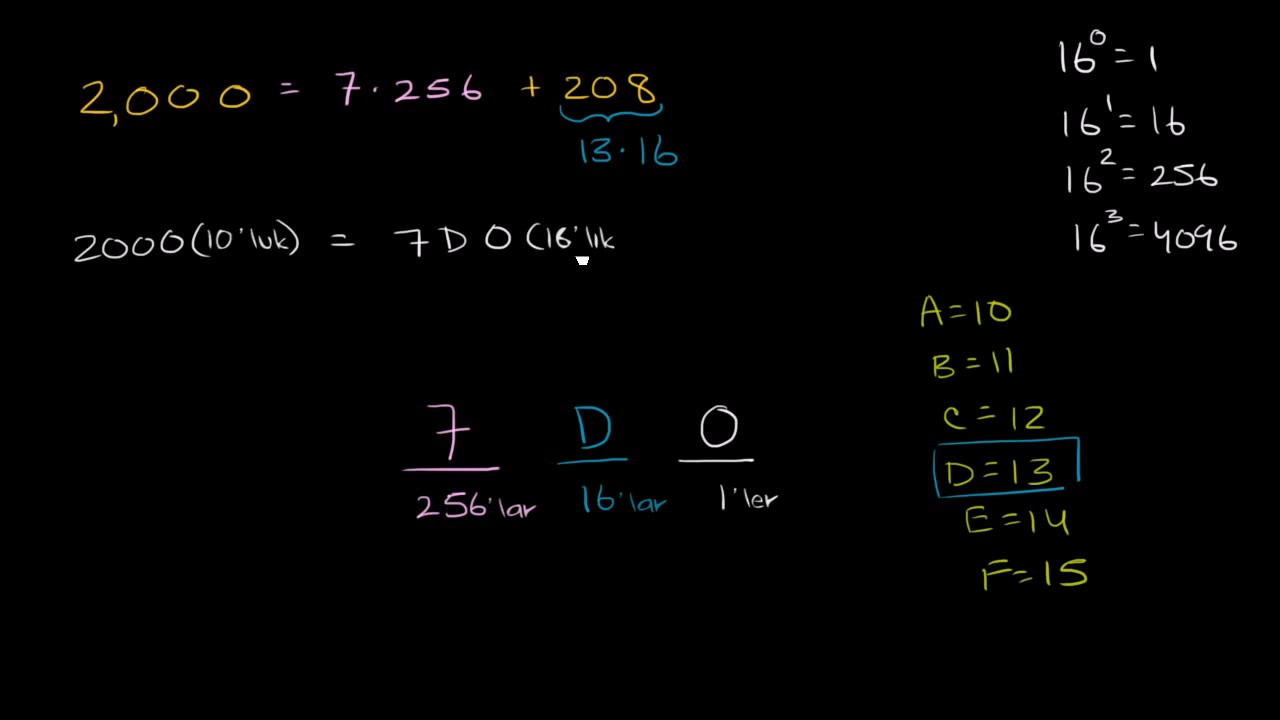 2,000 = 7·256 + 208
13·16
2000(10'luk) = 7D0(16'lık
7 D 0
256'lar 16'lar 1'ler
16⁰=1
16¹=16
16²=256
16³=4096
A=10
B=11
C=12
D=13
E=14
F=15